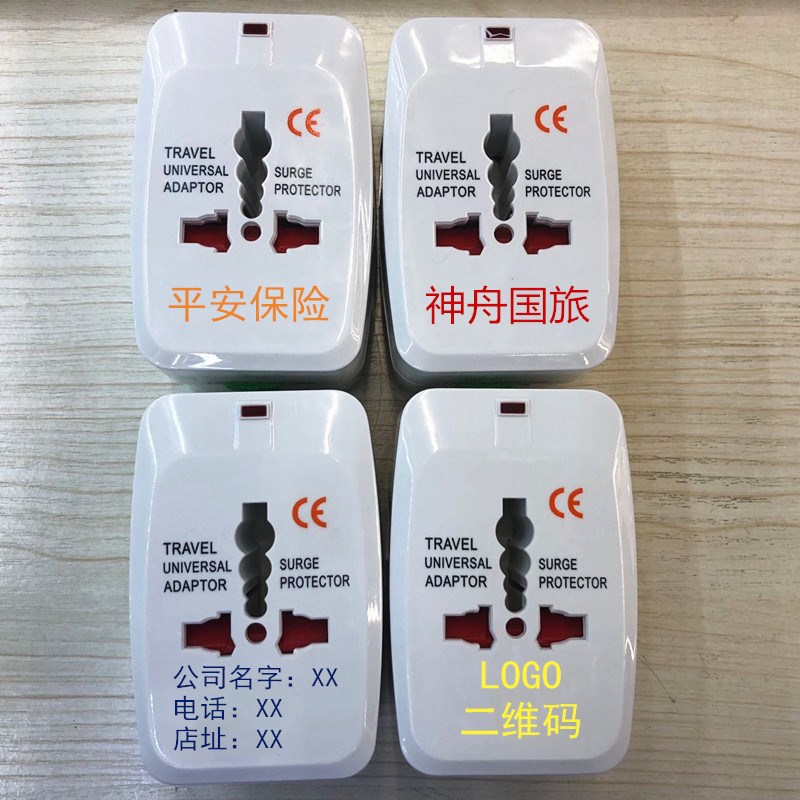 CE
TRAVEL
UNIVERSAL
ADAPTOR
SURGE
PROTECTOR
平安保险
CE
TRAVEL
UNIVERSAL
ADAPTOR
SURGE
PROTECTOR
神舟国旅
CE
TRAVEL
UNIVERSAL
ADAPTOR
SURGE
PROTECTOR
公司名字：XX
电话：XX
店址：XX
CE
TRAVEL
UNIVERSAL
ADAPTOR
SURGE
PROTECTOR
LOGO
二维码